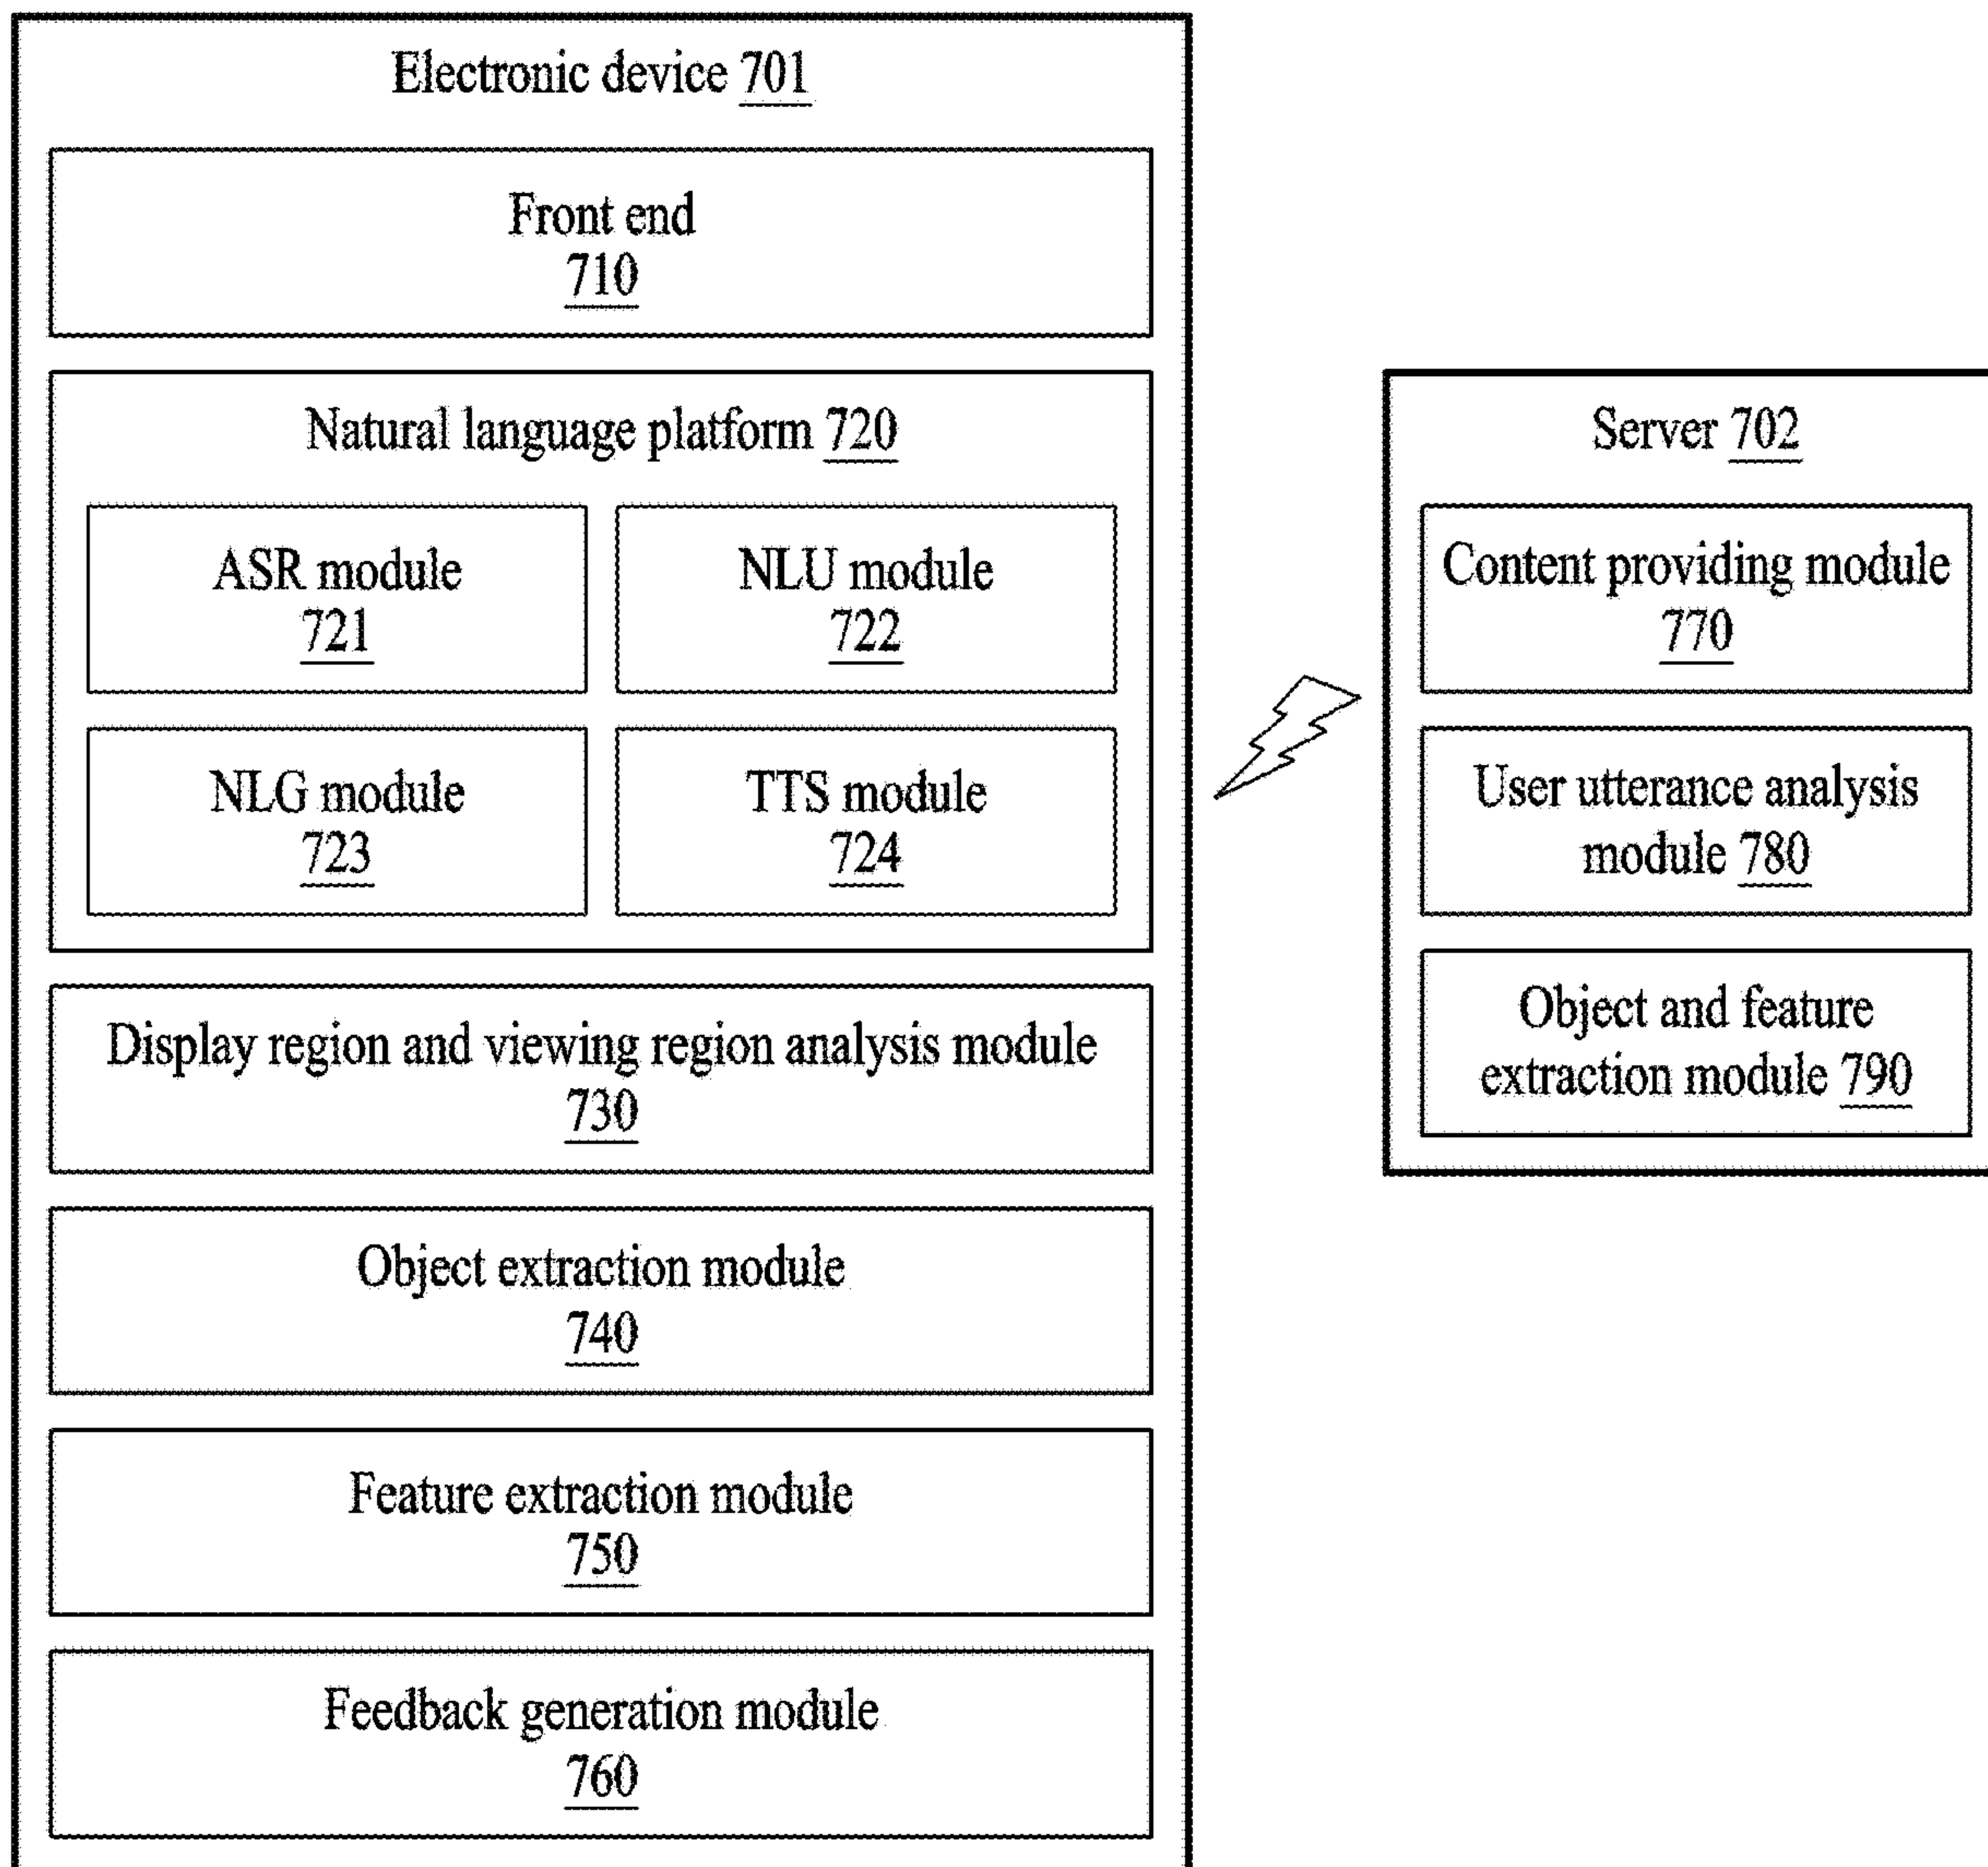 Electronic device 701
Front end
710
Natural language platform 720
ASR module
721
NLU module
722
NLG module
723
TTS module
724
Display region and viewing region analysis module
730
Object extraction module
740
Feature extraction module
750
Feedback generation module
760
Server 702
Content providing module
770
User utterance analysis
module 780
Object and feature
extraction module 790